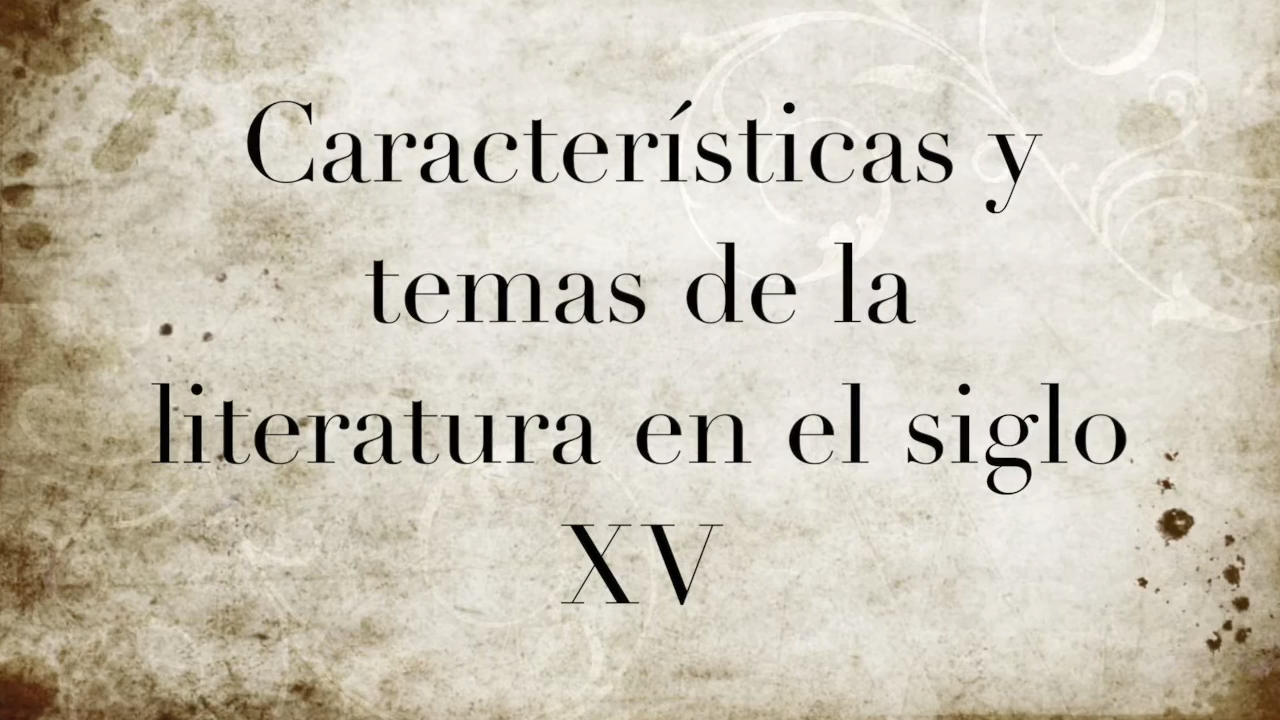 Características y
temas de la
literatura en el siglo
XV